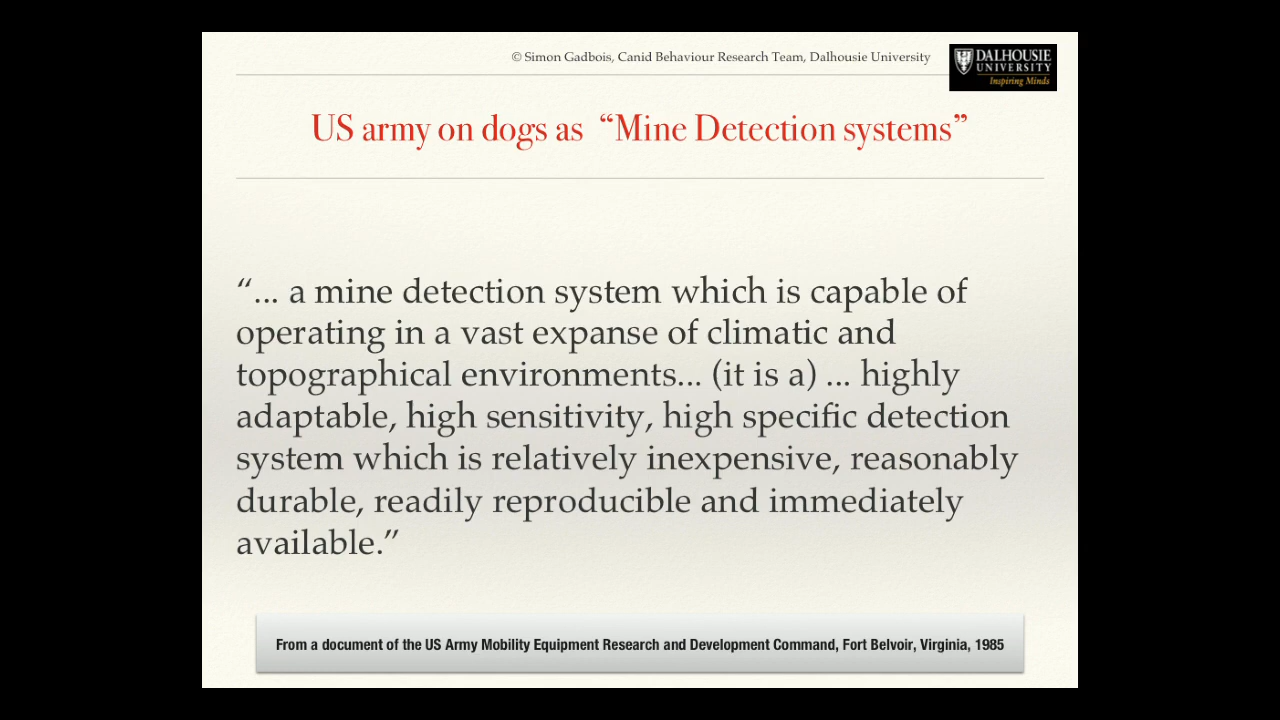 © Simon Gadbois, Canid Behaviour Research Team, Dalhousie University
DALHOUSIE
UNIVERSITY
Inspiring Minds
US army on dogs as “Mine Detection systems”
“... a mine detection system which is capable of
operating in a vast expanse of climatic and
topographical environments... (it is a) ... highly
adaptable, high sensitivity, high specific detection
system which is relatively inexpensive, reasonably
durable, readily reproducible and immediately
available.”
From a document of the US Army Mobility Equipment Research and Development Command, Fort Belvoir, Virginia, 1985